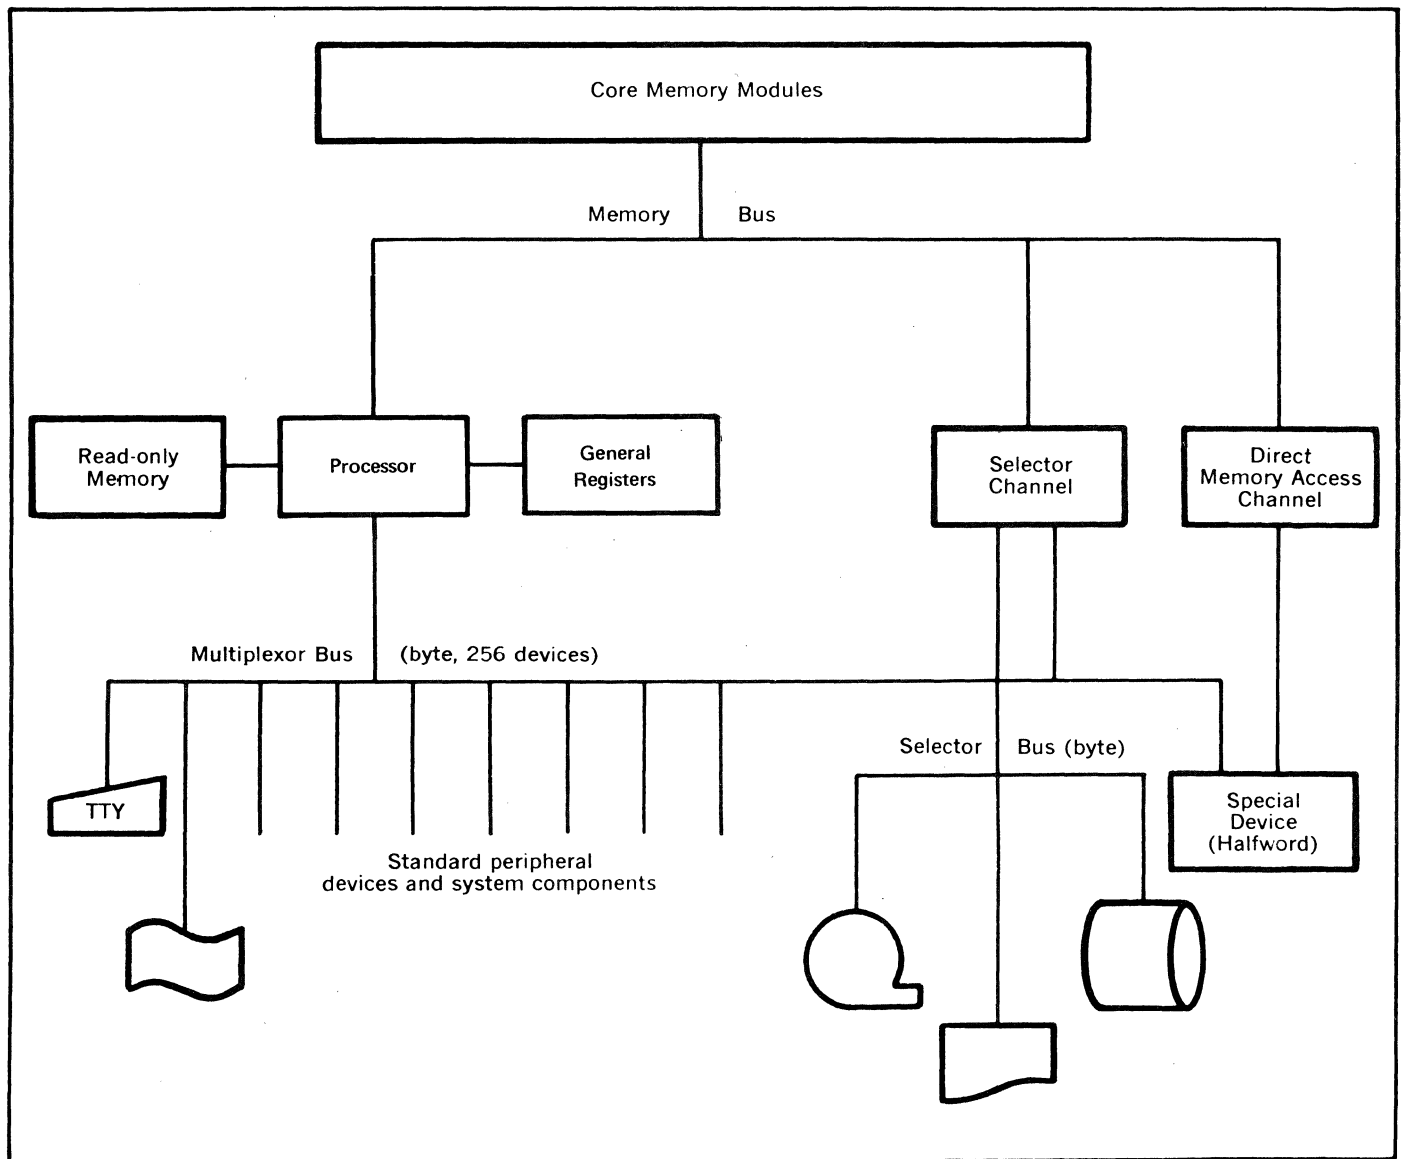 Core Memory Modules
Memory Bus
Read-only
Memory
Processor
General
Registers
Selector
Channel
Direct
Memory Access
Channel
Multiplexor Bus (byte, 256 devices)
Selector Bus (byte)
TTY
Special
Device
(Halfword)
Standard peripheral
devices and system components